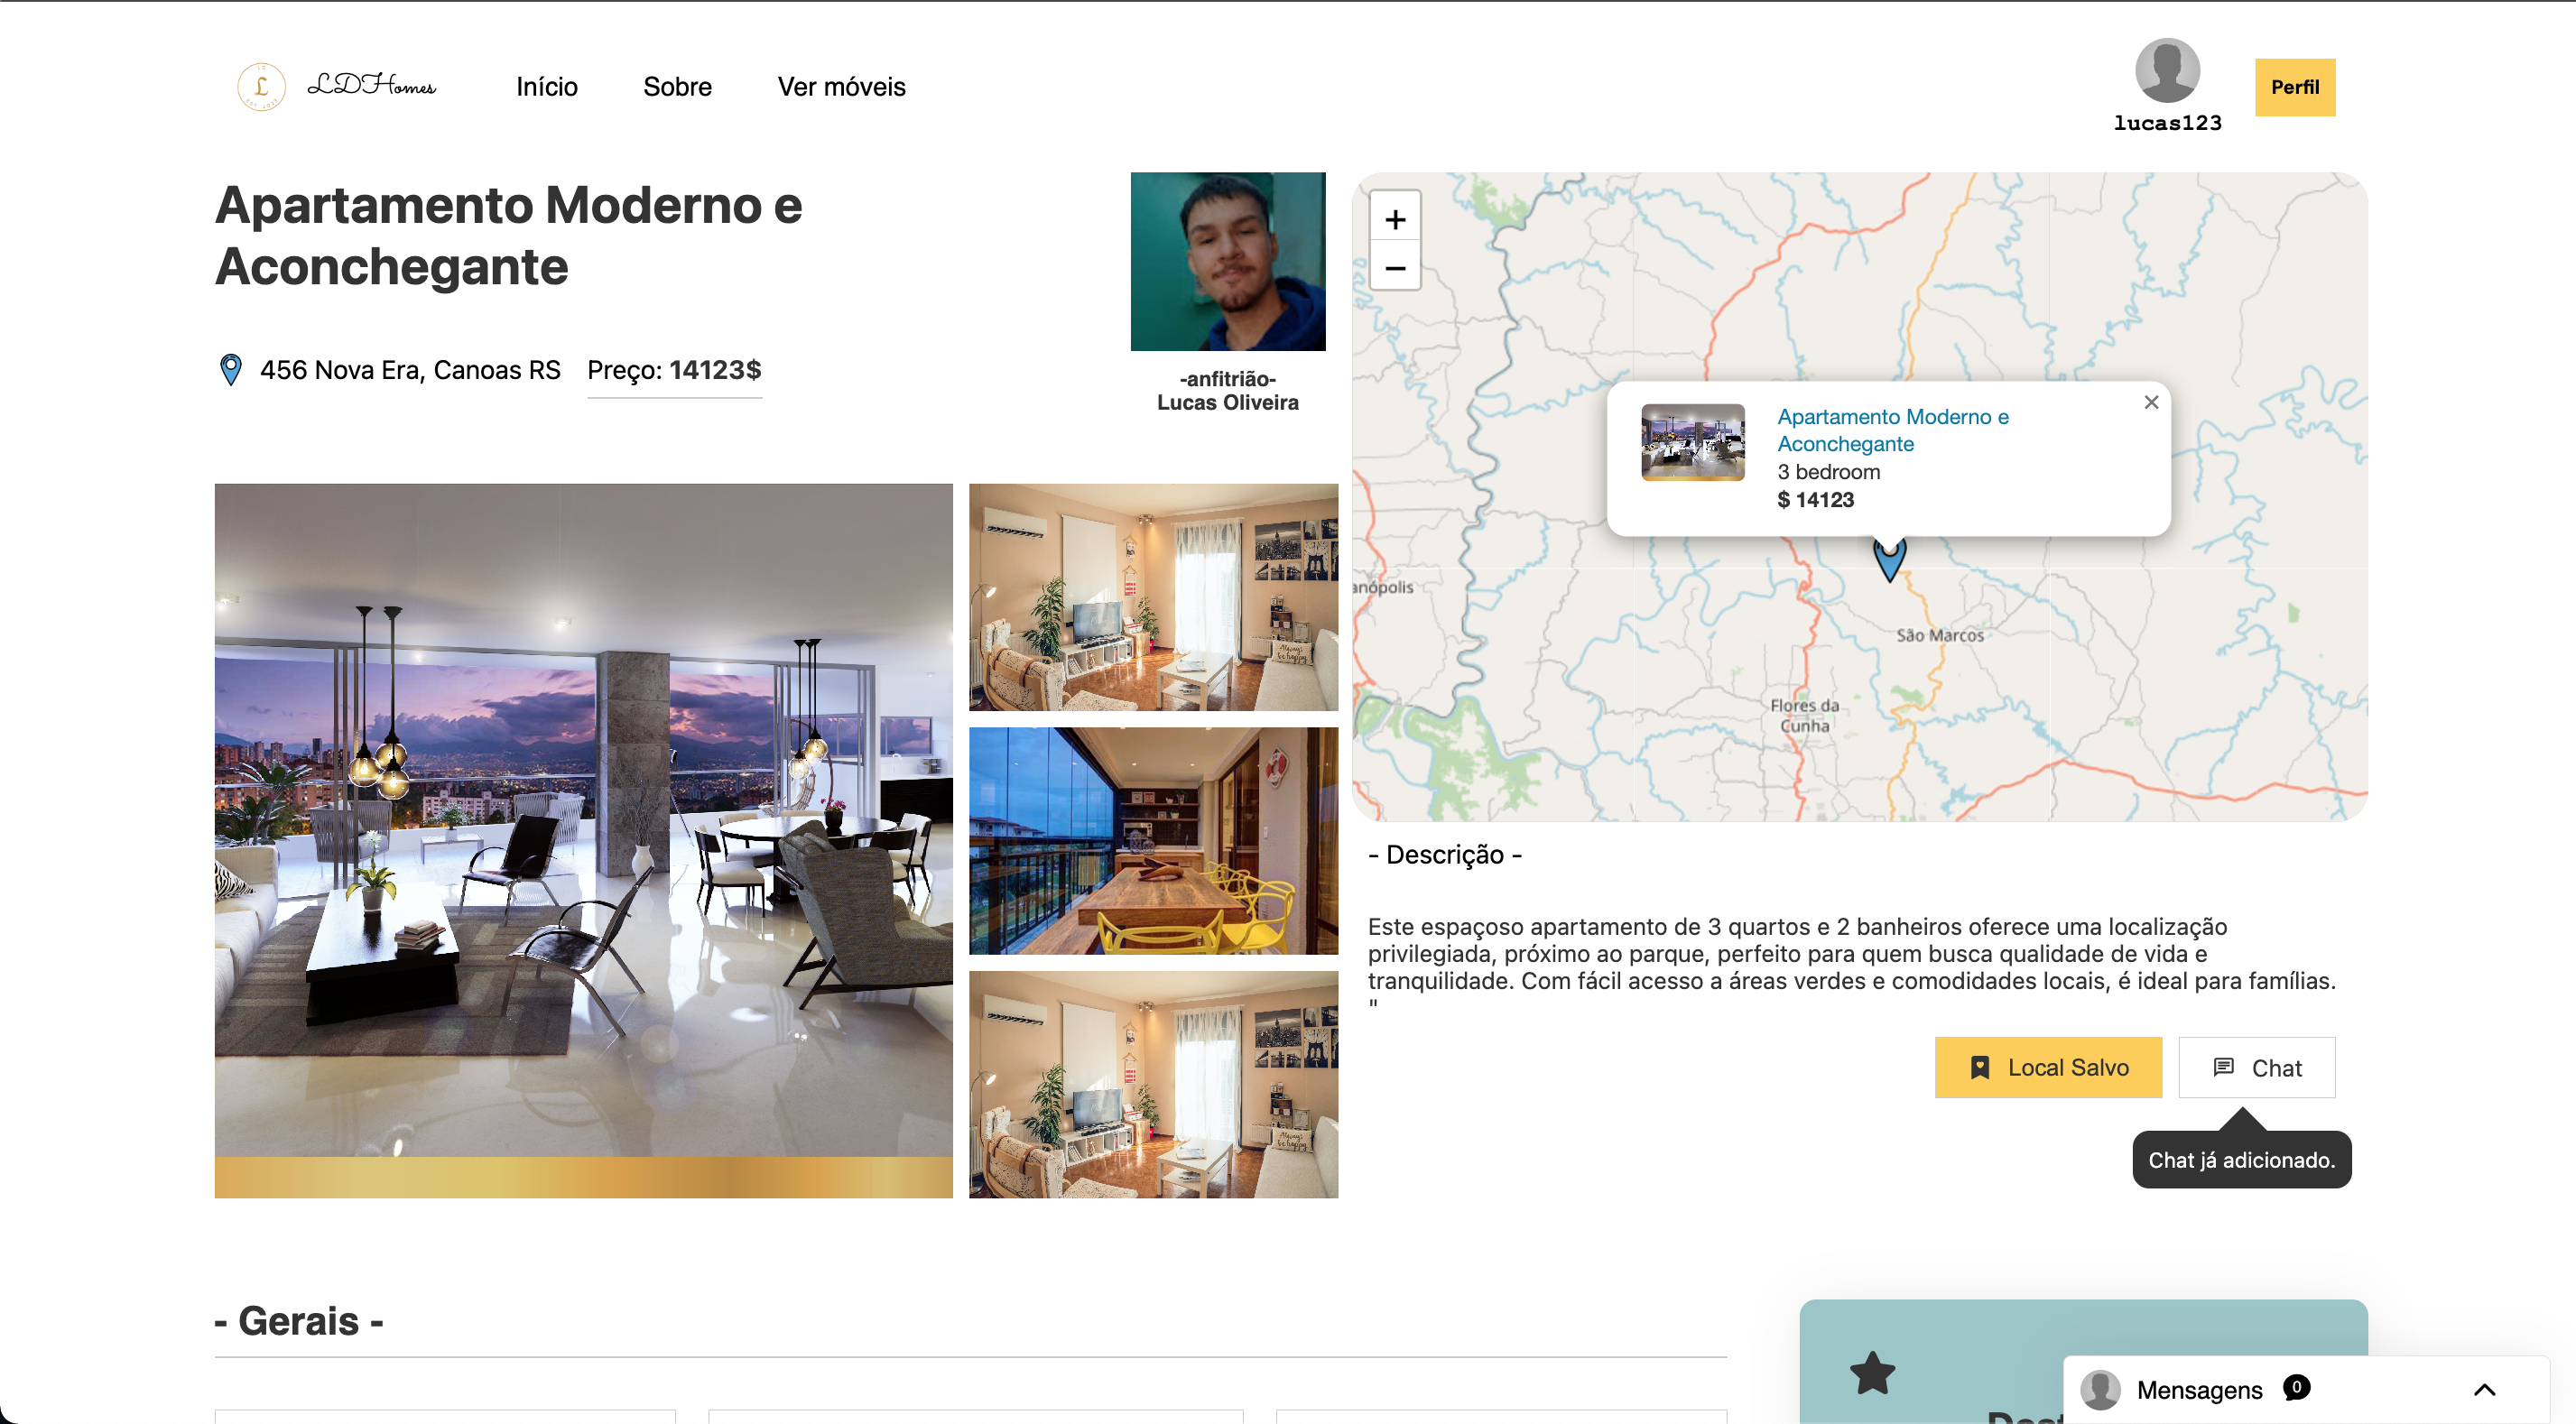 LDHomes
Início
Sobre
Ver móveis
lucas123
Perfil
Apartamento Moderno e
Aconchegante
456 Nova Era, Canoas RS
Preço: 14123$
-anfitrião-
Lucas Oliveira
+
−
Apartamento Moderno e
Aconchegante
3 bedroom
$ 14123
anópolis
São Marcos
Flores da
Cunha
- Descrição -
Este espaçoso apartamento de 3 quartos e 2 banheiros oferece uma localização
privilegiada, próximo ao parque, perfeito para quem busca qualidade de vida e
tranquilidade. Com fácil acesso a áreas verdes e comodidades locais, é ideal para famílias.
"
Local Salvo
Chat
Chat já adicionado.
- Gerais -
Mensagens 0